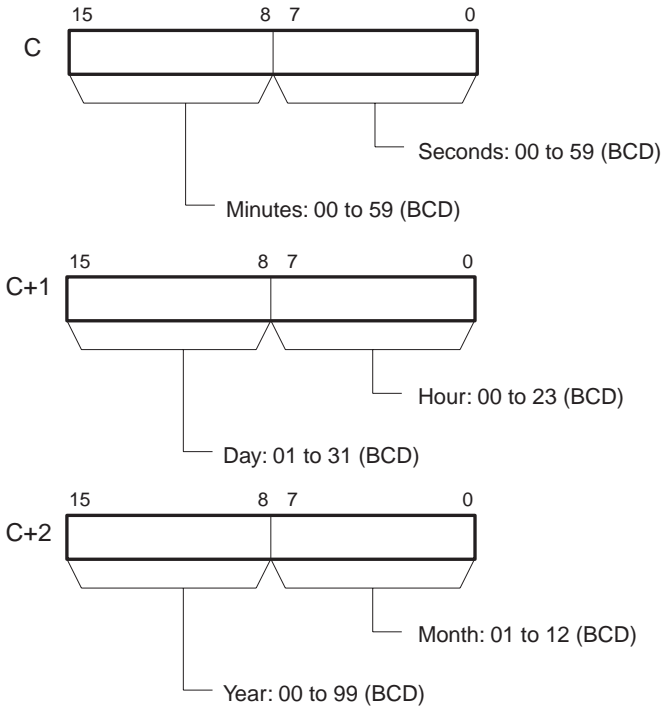 15 8 7 0
C
Seconds: 00 to 59 (BCD)
Minutes: 00 to 59 (BCD)
15 8 7 0
C+1
Hour: 00 to 23 (BCD)
Day: 01 to 31 (BCD)
15 8 7 0
C+2
Month: 01 to 12 (BCD)
Year: 00 to 99 (BCD)